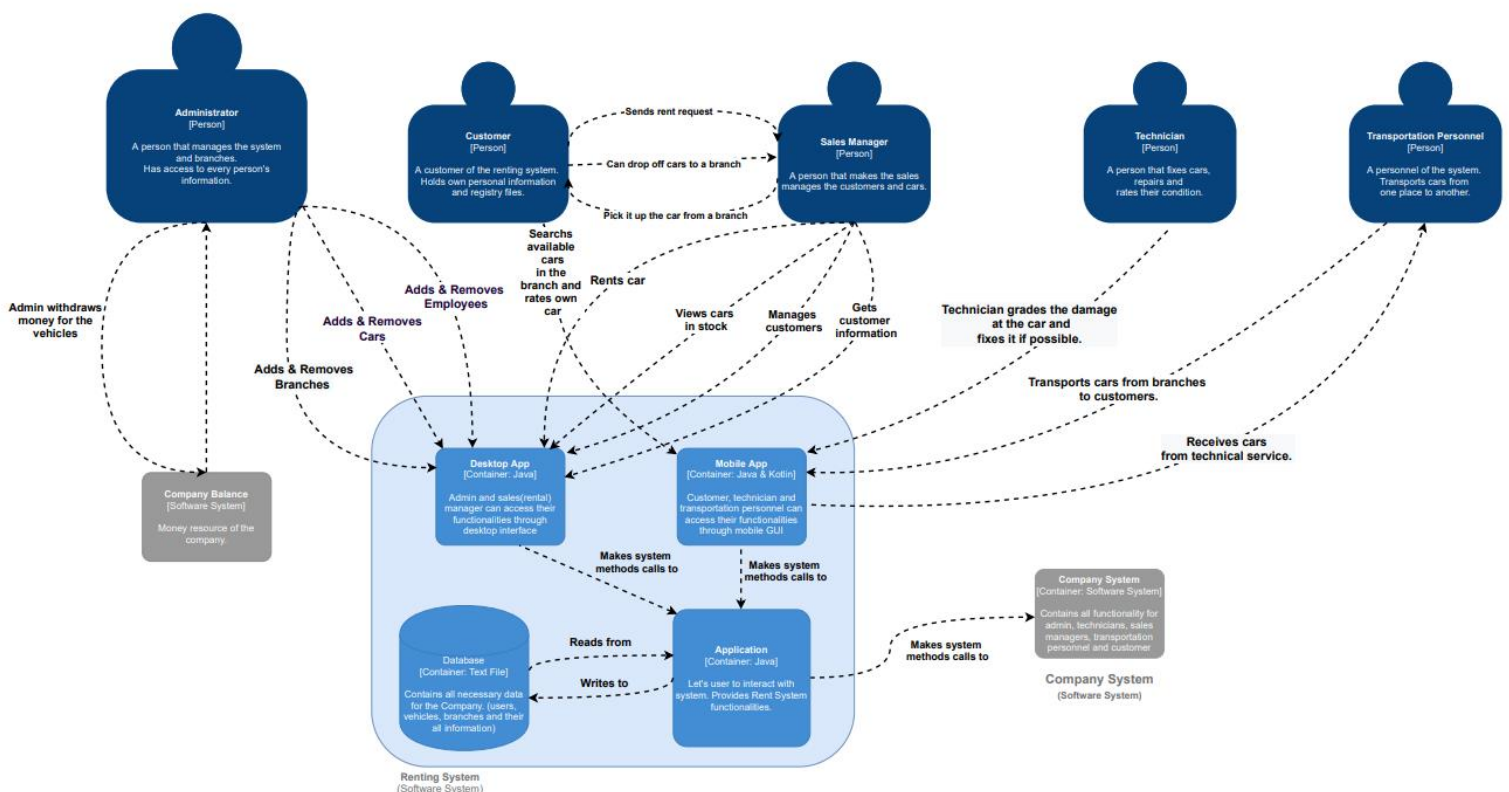 Administrator
[Person]
A person that manages the system
and branches.
Has access to every person's
information.
Customer
[Person]
A customer of the renting system.
Holds own personal information
and registry files.
Sends rent request
Can drop off cars to a branch
Pick it up the car from a branch
Sales Manager
[Person]
A person that makes the sales
manages the customers and cars.
Technician
[Person]
A person that fixes cars,
repairs and
rates their condition.
Transportation Personnel
[Person]
A personnel of the system.
Transports cars from
one place to another.
Admin withdraws
money for the
vehicles
Adds & Removes
Branches
Adds & Removes
Cars
Adds & Removes
Employees
Searchs
available
cars
in the
branch and
rates own
car
Rents car
Views cars
in stock
Manages
customers
Gets
customer
information
Technician grades the damage
at the car and
fixes it if possible.
Transports cars from branches
to customers.
Receives cars
from technical service.
Company Balance
[Software System]
Money resource of the
company.
Desktop App
[Container: Java]
Admin and sales(rental)
manager can access their
functionalities through
desktop interface
Mobile App
[Container: Java & Kotlin]
Customer, technician and
transportation personnel can
access their functionalities
through mobile GUI
Makes system
methods calls to
Makes system
methods calls to
Database
[Container: Text File]
Contains all necessary data
for the Company. (users,
vehicles, branches and their
all information)
Reads from
Writes to
Application
[Container: Java]
Let's user to interact with
system. Provides Rent System
functionalities.
Makes system
methods calls to
Company System
[Container: Software System]
Contains all functionality for
admin, technicians, sales
managers, transportation
personnel and customer
Company System
(Software System)
Renting System
(Software System)